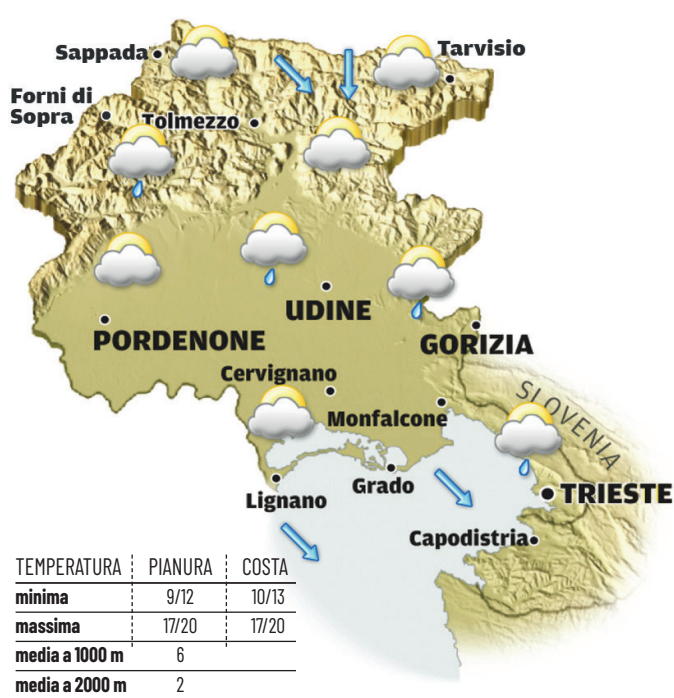 Sappada
Tarvisio
Forni di
Sopra
Tolmezzo
UDINE
PORDENONE
GORIZIA
Cervignano
SLOVENIA
Monfalcone
Grado
Lignano
TRIESTE
Capodistria
TEMPERATURA PIANURA COSTA
minima 9/12 10/13
massima 17/20 17/20
media a 1000 m 6
media a 2000 m 2